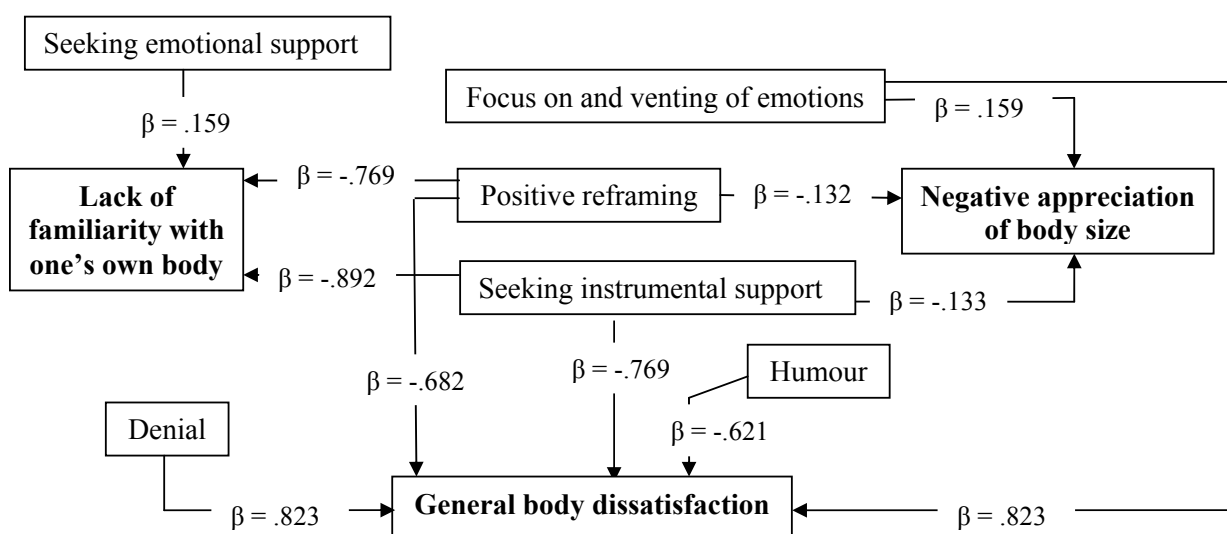 Seeking emotional support
Focus on and venting of emotions
β = .159
β = .159
Lack of
familiarity with
one’s own body
β = -.769
Positive reframing
β = -.132
Negative appreciation
of body size
β = -.892
Seeking instrumental support
β = -.133
β = -.682
β = -.769
Humour
Denial
β = -.621
β = .823
General body dissatisfaction
β = .823